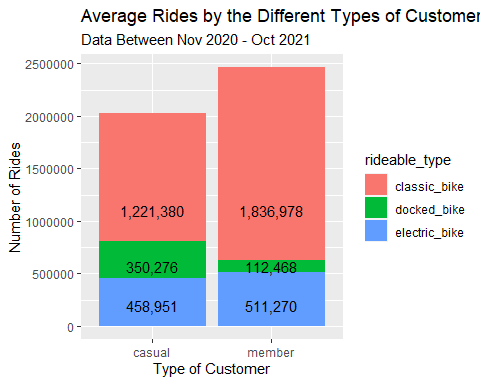 Average Rides by the Different Types of Customer
Data Between Nov 2020 - Oct 2021
Number of Rides
2500000
2000000
1500000
1000000
500000
0
1,221,380
1,836,978
350,276
112,468
458,951
511,270
casual
member
Type of Customer
rideable_type
classic_bike
docked_bike
electric_bike